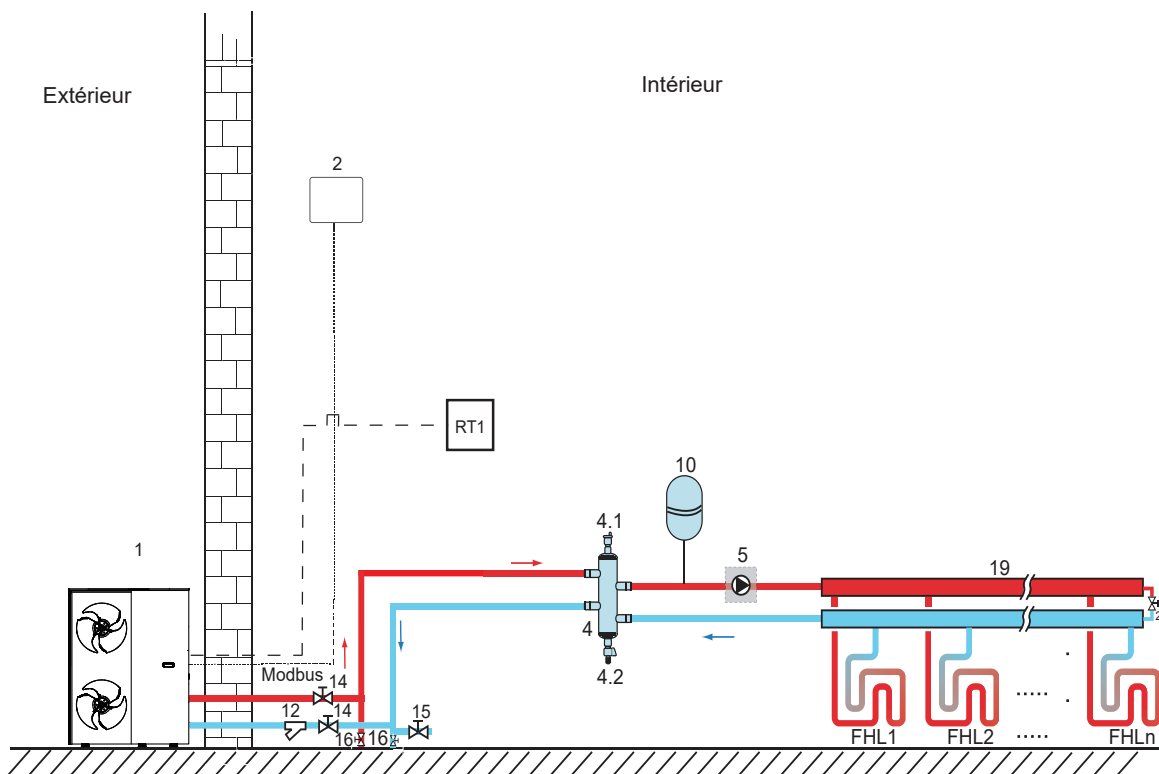 Extérieur
Intérieur
2
RT1
10
4.1
5
1
19
4
4.2
Modbus
14
12
14
15
16
16
FHL1
FHL2
.....
FHLn